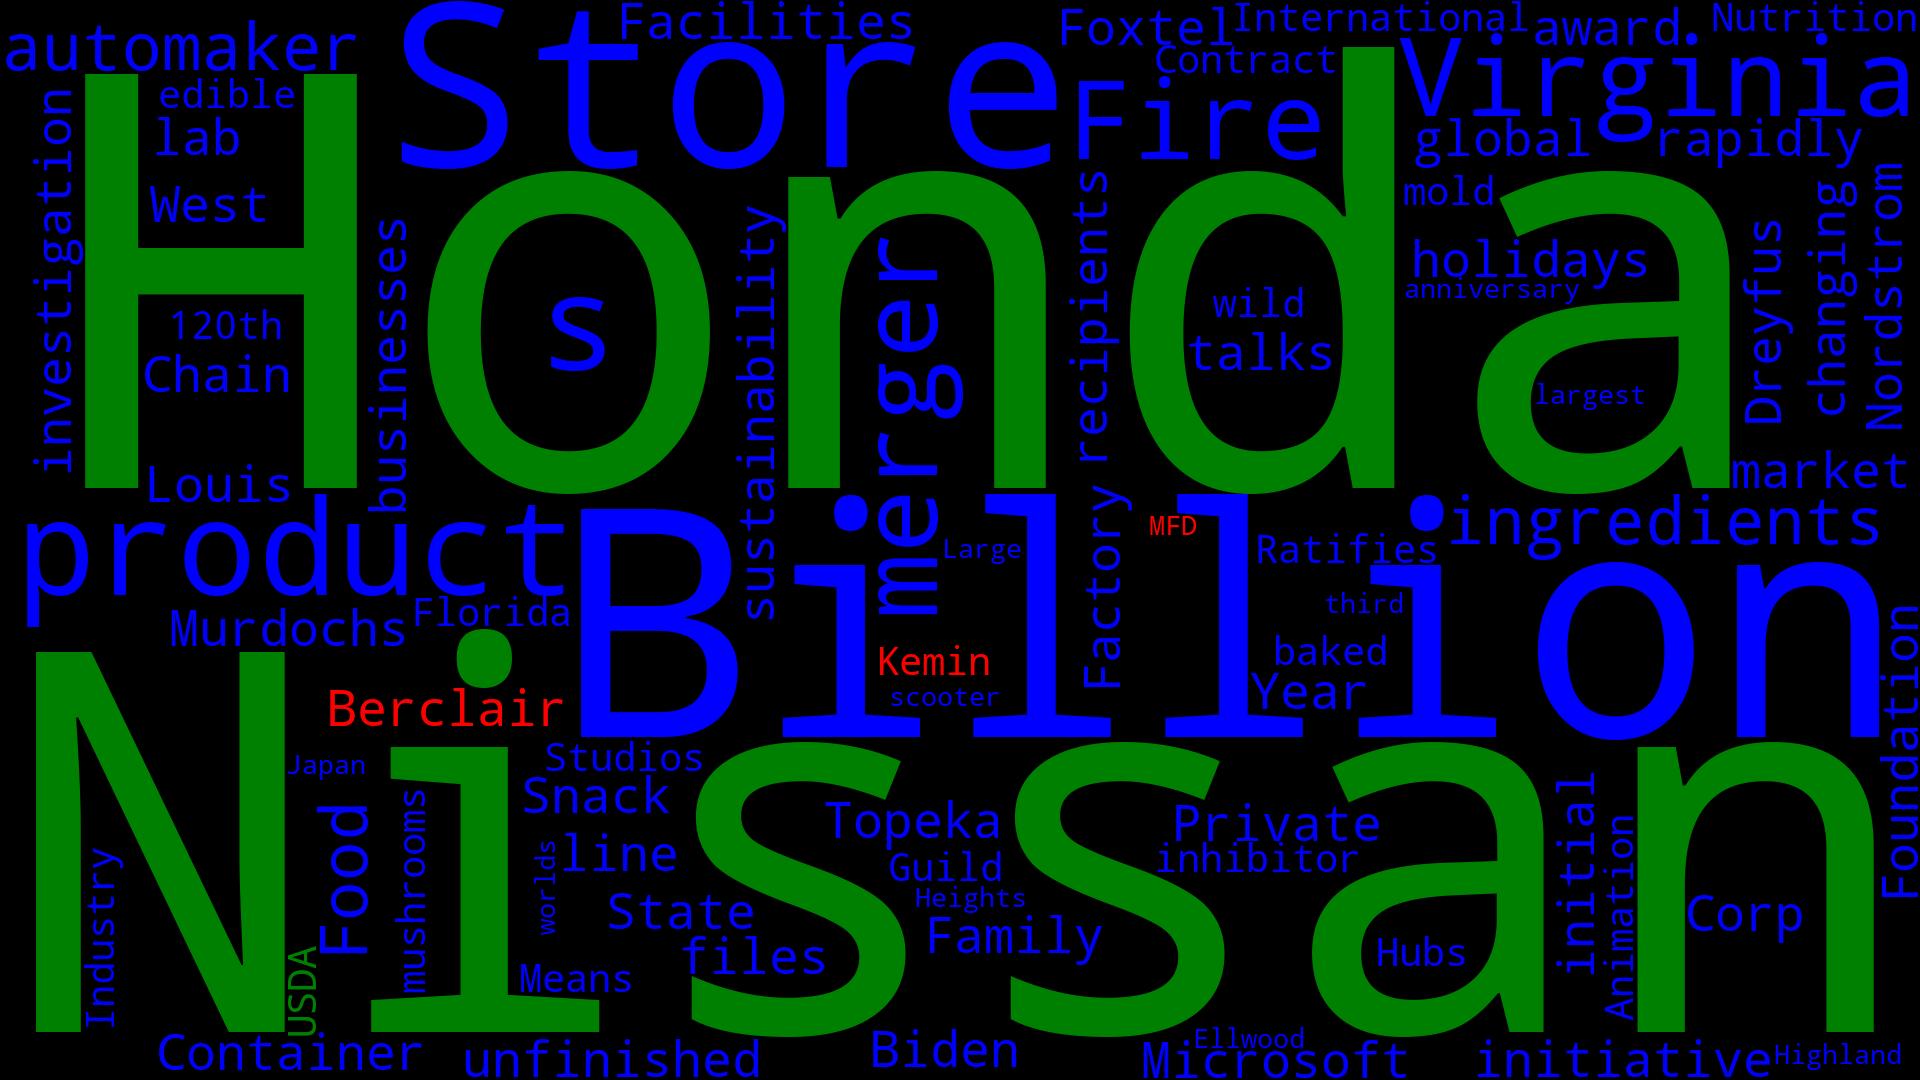 automaker
Store
Facilities
Foxtel
International
award
Nutrition
Contract
Virginia
Fire
edible
lab
investigation
Honda
West
global
rapidly
mold
holidays
anniversary
changing
Nordstrom
Dreyfus
businesses
s
sustainability
merger
recipients
wild
talks
120th
Chain
largest
Louis
market
product
Billion
Large
Factory
MFD
Ratifies
ingredients
third
Murdochs
Florida
Kemin
scooter
baked
Year
Foundation
Nissan
Berclair
Japan
Studios
Snack
Food
mushrooms
worlds
line
Topeka
Private
Guild
inhibitor
Heights
State
Family
files
initial
Animation
Corp
Hubs
Industry
USDA
Means
Container
unfinished
Biden
Ellwood
Microsoft
initiative
Highland